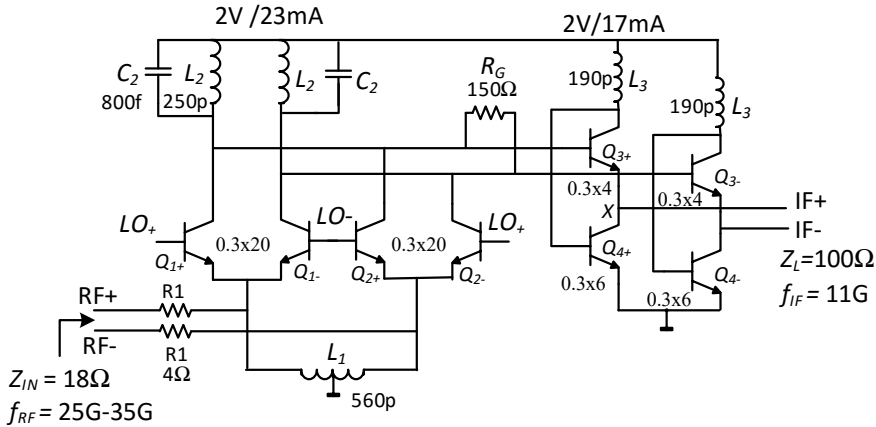 2V /23mA
2V/17mA
C2
800f
L2
250p
L2
C2
RG
150Ω
190p
L3
190p
L3
Q3+
Q3-
0.3x4
0.3x4
IF+
X
IF-
LO+
LO-
LO+
0.3x20
0.3x20
Q1+
Q1-
Q2+
Q2-
Q4+
Q4-
0.3x6
0.3x6
ZL=100Ω
fIF = 11G
RF+
R1
RF-
R1
4Ω
L1
560p
ZIN = 18Ω
fRF = 25G-35G